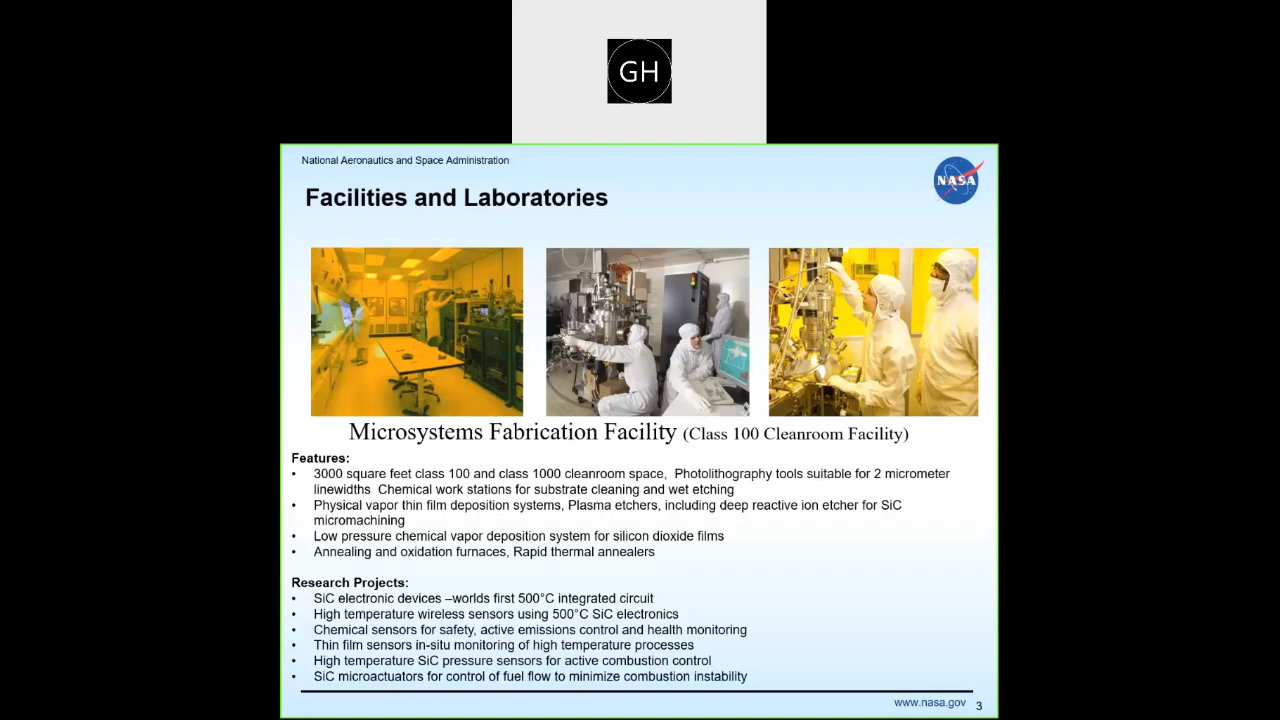 GH
National Aeronautics and Space Administration
NASA
Facilities and Laboratories
Microsystems Fabrication Facility (Class 100 Cleanroom Facility)
Features:
• 3000 square feet class 100 and class 1000 cleanroom space,  Photolithography tools suitable for 2 micrometer
linewidths  Chemical work stations for substrate cleaning and wet etching
• Physical vapor thin film deposition systems, Plasma etchers, including deep reactive ion etcher for SiC
micromachining
• Low pressure chemical vapor deposition system for silicon dioxide films
• Annealing and oxidation furnaces, Rapid thermal annealers
Research Projects:
• SiC electronic devices –worlds first 500°C integrated circuit
• High temperature wireless sensors using 500°C SiC electronics
• Chemical sensors for safety, active emissions control and health monitoring
• Thin film sensors in-situ monitoring of high temperature processes
• High temperature SiC pressure sensors for active combustion control
• SiC microactuators for control of fuel flow to minimize combustion instability
www.nasa.gov 3